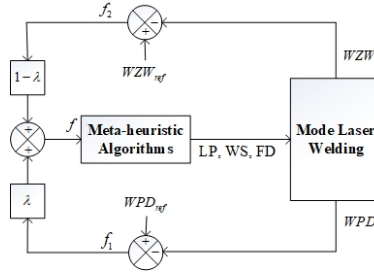 f₂
+
−
WZW_ref
WZW
1−λ
+
+
f
Meta-heuristic
Algorithms
LP, WS, FD
Mode Laser
Welding
λ
WPD_ref
WPD
+
−
f₁